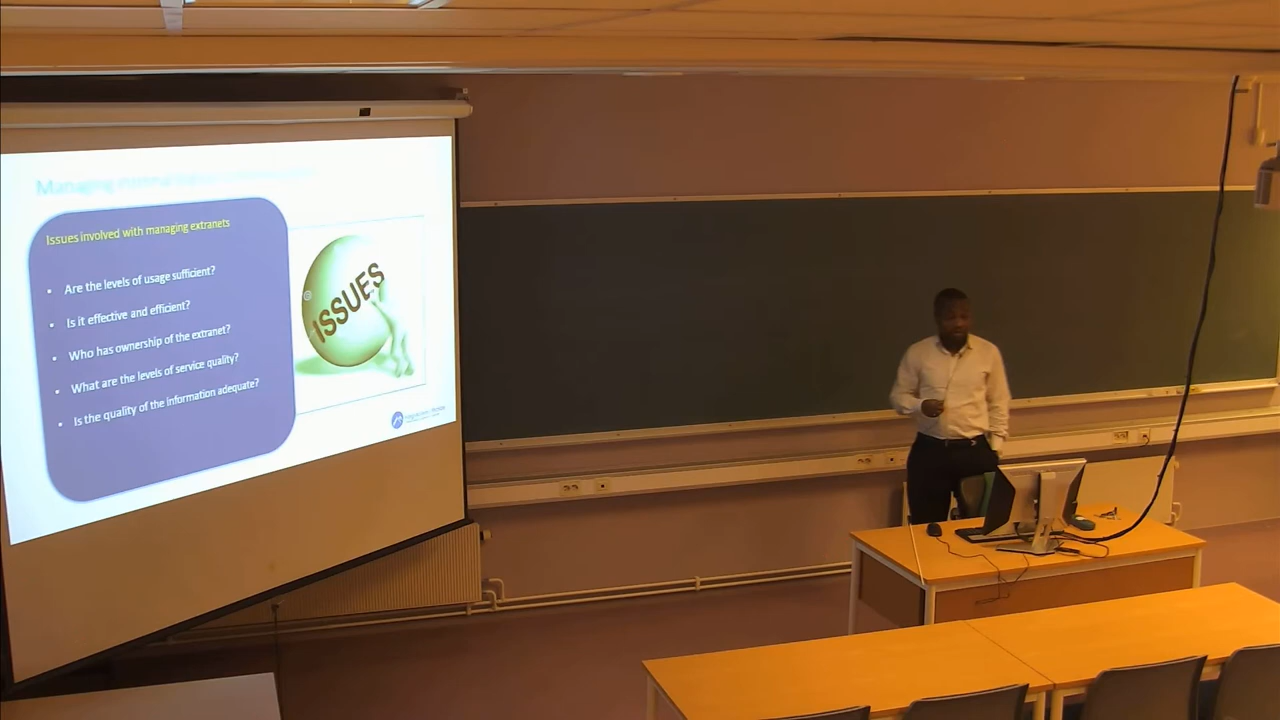 Managing
Issues involved with managing extranets
• Are the levels of usage sufficient?
• Is it effective and efficient?
• Who has ownership of the extranet?
• What are the levels of service quality?
• Is the quality of the information adequate?
ISSUES